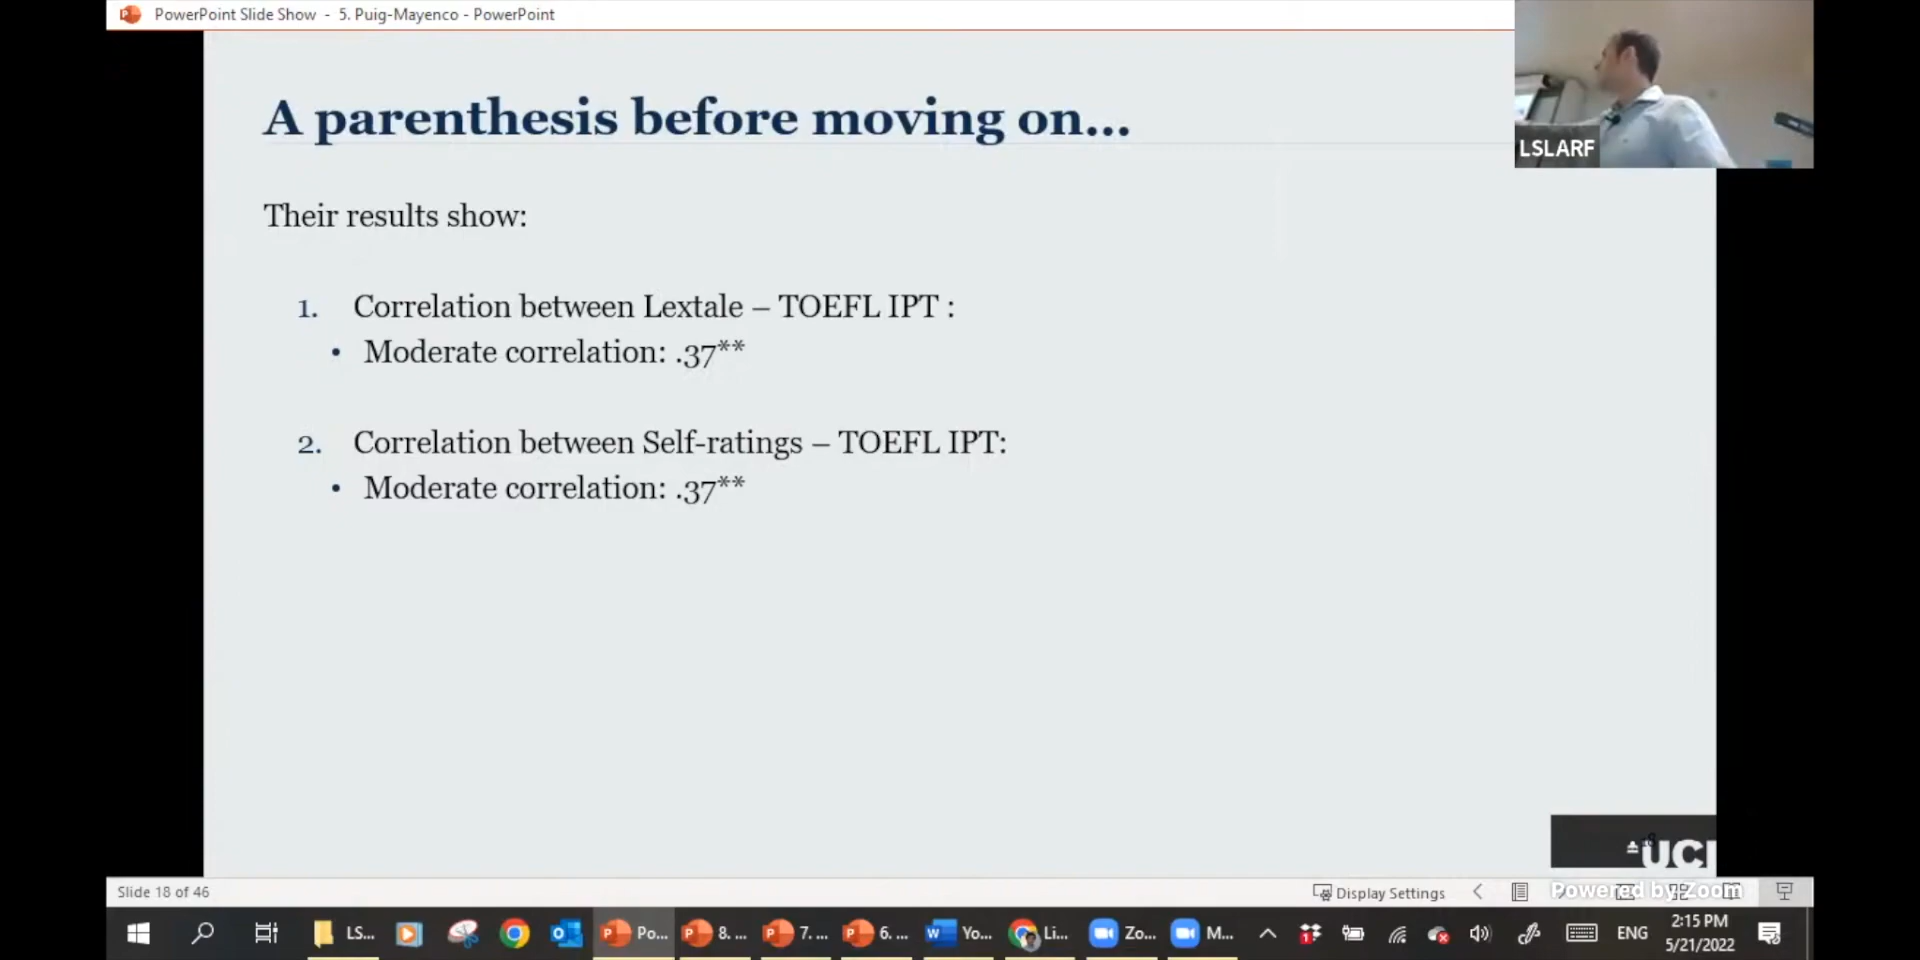 PowerPoint Slide Show - 5. Puig-Mayenco - PowerPoint
A parenthesis before moving on...
LSLARF
Their results show:
1. Correlation between Lextale – TOEFL IPT :
• Moderate correlation: .37**
2. Correlation between Self-ratings – TOEFL IPT:
• Moderate correlation: .37**
18
UCL
Slide 18 of 46
Display Settings
Powered by Zoom
LS...
Po...
8. ...
7. ...
6. ...
Yo...
Li...
Zo...
M...
ENG
2:15 PM
5/21/2022